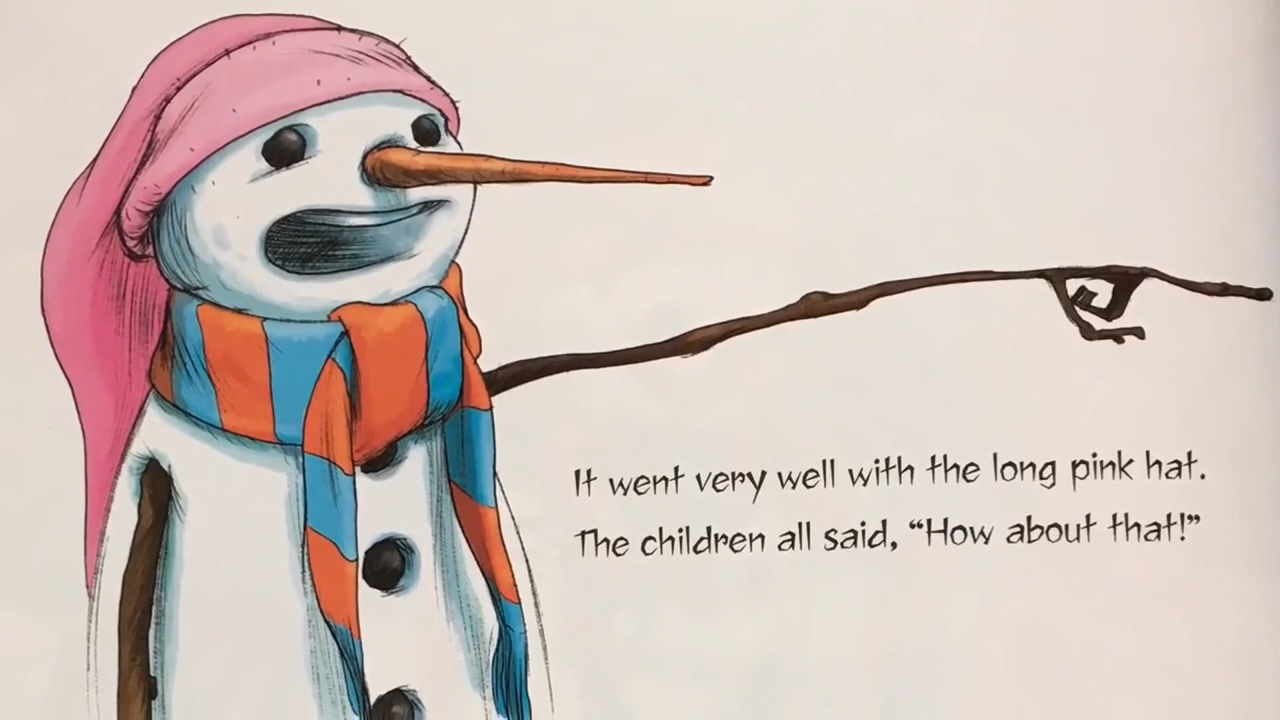 It went very well with the long pink hat.
The children all said, “How about that!”